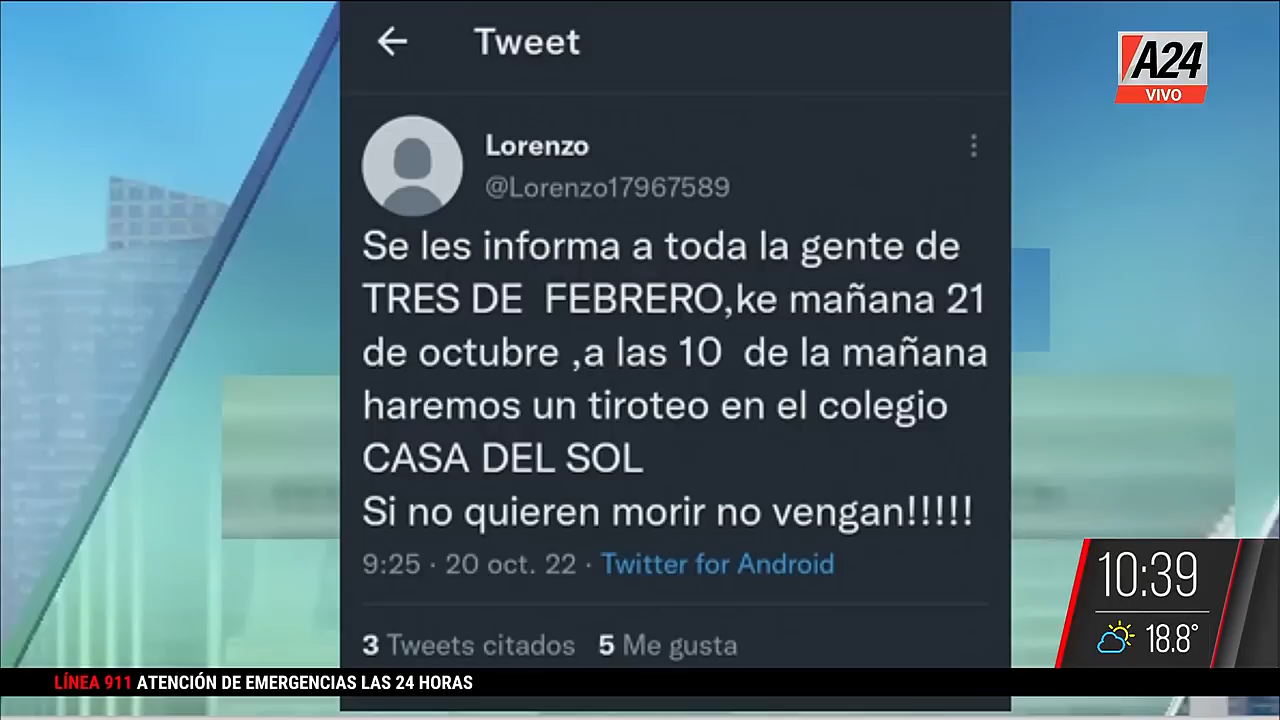 Tweet
A24
VIVO
Lorenzo
@Lorenzo17967589
Se les informa a toda la gente de
TRES DE FEBRERO,ke mañana 21
de octubre ,a las 10 de la mañana
haremos un tiroteo en el colegio
CASA DEL SOL
Si no quieren morir no vengan!!!!!
9:25 · 20 oct. 22 · Twitter for Android
3 Tweets citados 5 Me gusta
10:39
18.8°
LÍNEA 911 ATENCIÓN DE EMERGENCIAS LAS 24 HORAS